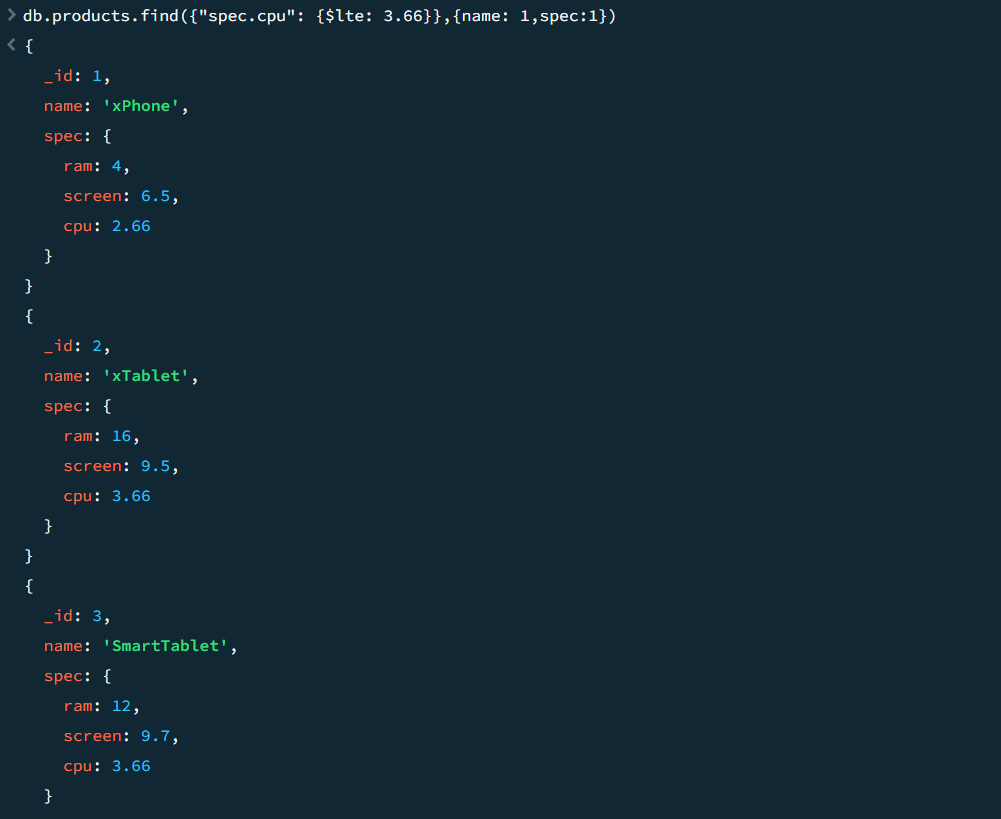 > db.products.find({"spec.cpu": {$lte: 3.66}},{name: 1,spec:1})
< {
_id: 1,
name: 'xPhone',
spec: {
ram: 4,
screen: 6.5,
cpu: 2.66
}
}
{
_id: 2,
name: 'xTablet',
spec: {
ram: 16,
screen: 9.5,
cpu: 3.66
}
}
{
_id: 3,
name: 'SmartTablet',
spec: {
ram: 12,
screen: 9.7,
cpu: 3.66
}